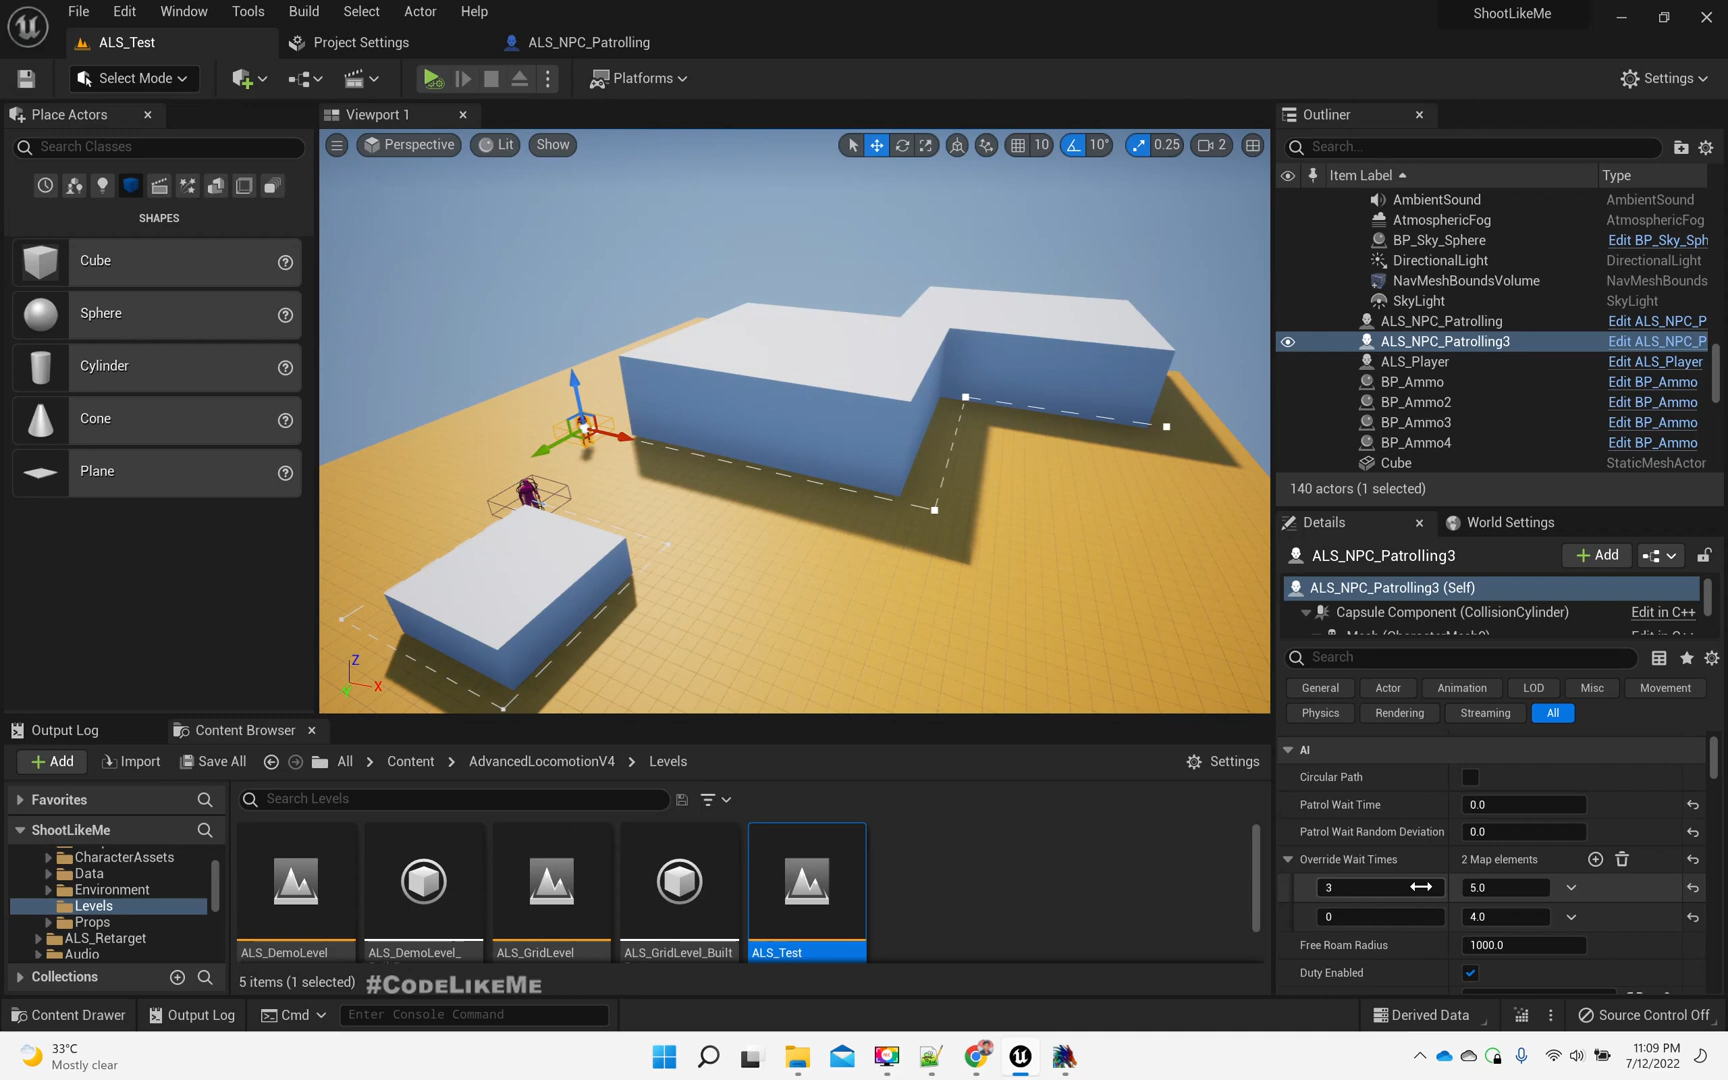 File Edit Window Tools Build Select Actor Help
ShootLikeMe
ALS_Test
Project Settings
ALS_NPC_Patrolling
Select Mode
Platforms
Settings
Place Actors
Search Classes
SHAPES
Cube
Sphere
Cylinder
Cone
Plane
Viewport 1
Perspective
Lit
Show
10
10°
0.25
2
Z
X
Y
Outliner
Search...
Item Label
Type
AmbientSound AmbientSound
AtmosphericFog AtmosphericFog
BP_Sky_Sphere Edit BP_Sky_Sph
DirectionalLight DirectionalLight
NavMeshBoundsVolume NavMeshBounds
SkyLight SkyLight
ALS_NPC_Patrolling Edit ALS_NPC_P
ALS_NPC_Patrolling3 Edit ALS_NPC_P
ALS_Player Edit ALS_Player
BP_Ammo Edit BP_Ammo
BP_Ammo2 Edit BP_Ammo
BP_Ammo3 Edit BP_Ammo
BP_Ammo4 Edit BP_Ammo
Cube StaticMeshActor
140 actors (1 selected)
Details
World Settings
ALS_NPC_Patrolling3
Add
ALS_NPC_Patrolling3 (Self)
Capsule Component (CollisionCylinder) Edit in C++
Search
General Actor Animation LOD Misc Movement
Physics Rendering Streaming All
AI
Circular Path
Patrol Wait Time 0.0
Patrol Wait Random Deviation 0.0
Override Wait Times 2 Map elements
3 5.0
0 4.0
Free Roam Radius 1000.0
Duty Enabled
Output Log
Content Browser
Add
Import
Save All
All > Content > AdvancedLocomotionV4 > Levels
Settings
Favorites
Search Levels
ShootLikeMe
CharacterAssets
Data
Environment
Levels
Props
ALS_Retarget
Audio
Collections
ALS_DemoLevel
ALS_DemoLevel_
ALS_GridLevel
ALS_GridLevel_Built
ALS_Test
5 items (1 selected)
#CodeLikeMe
Content Drawer
Output Log
Cmd
Enter Console Command
Derived Data
Source Control Off
33°C
Mostly clear
11:09 PM
7/12/2022